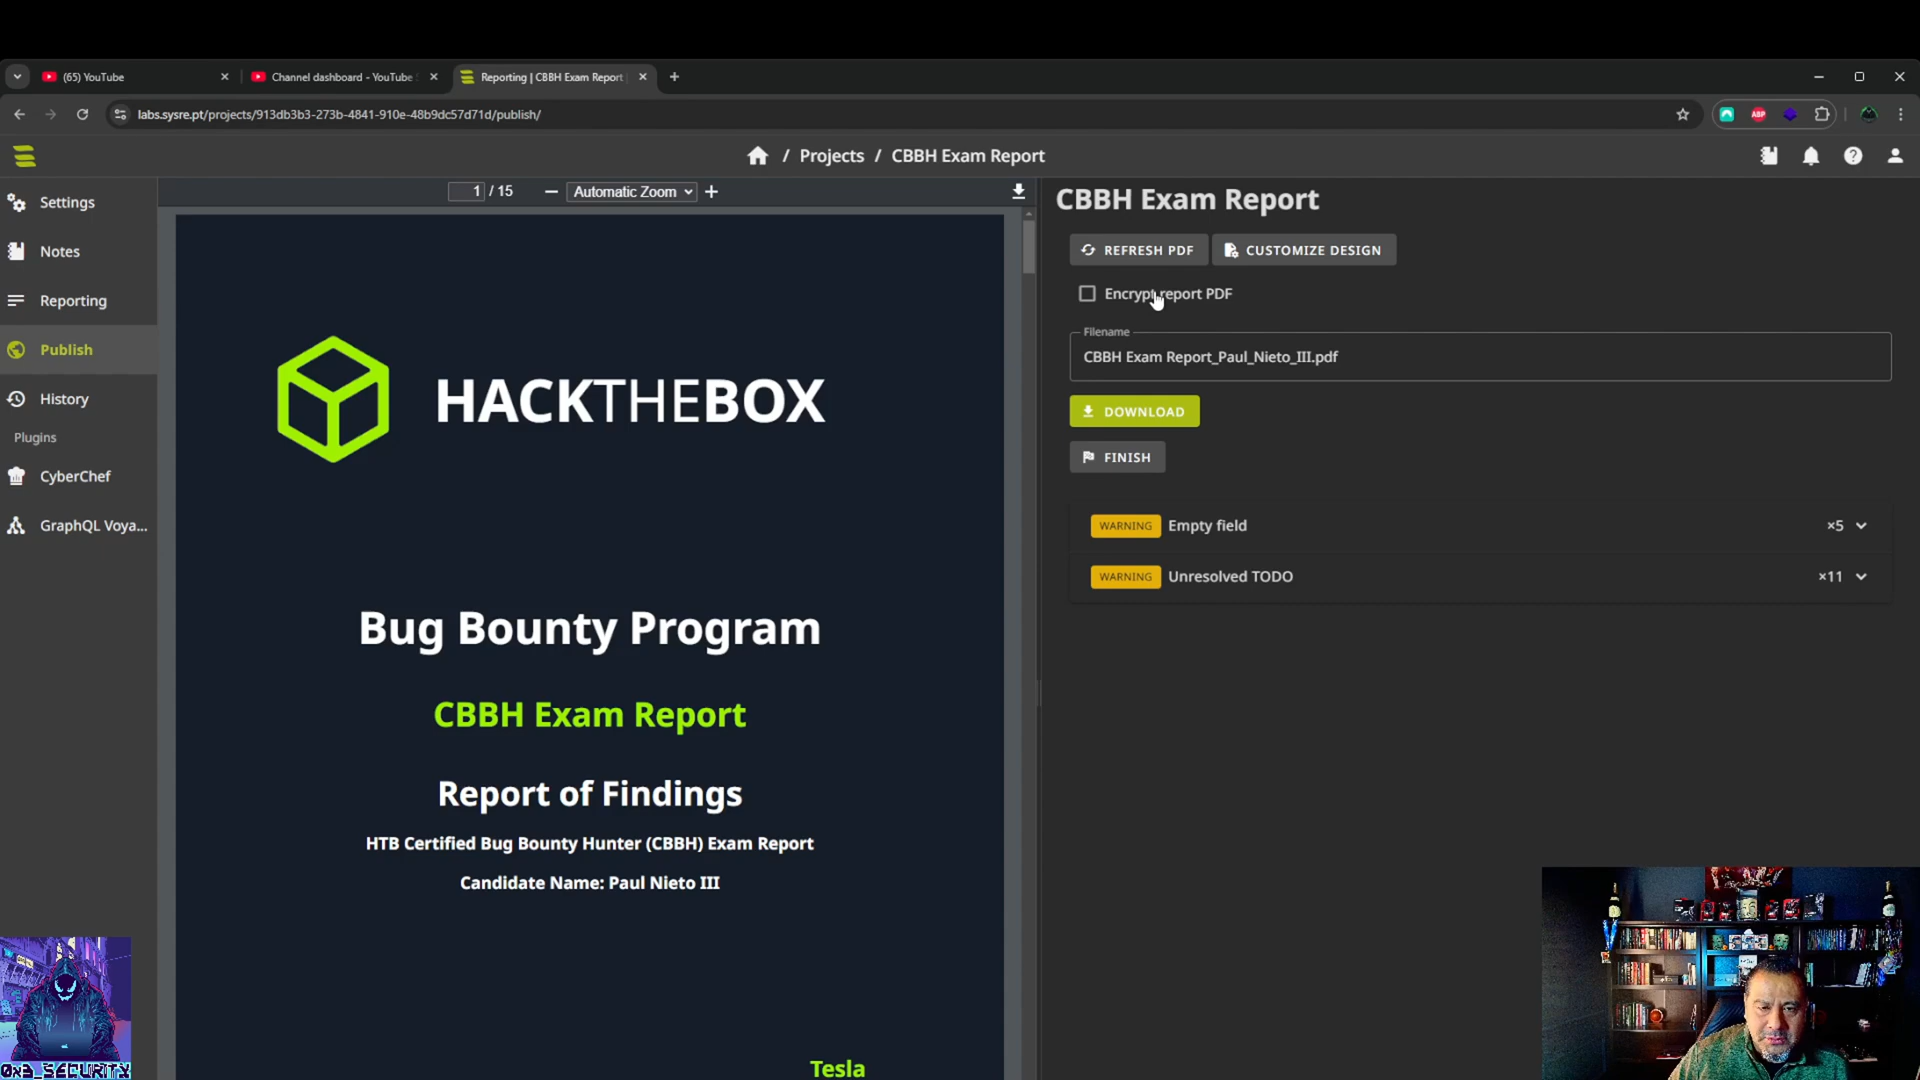 (65) YouTube
Channel dashboard - YouTube
Reporting | CBBH Exam Report
labs.sysre.pt/projects/913db3b3-273b-4841-910e-48b9dc57d71d/publish/
ABP
/ Projects / CBBH Exam Report
Settings
Notes
Reporting
Publish
History
Plugins
CyberChef
GraphQL Voya...
1 / 15
Automatic Zoom
HACKTHEBOX
Bug Bounty Program
CBBH Exam Report
Report of Findings
HTB Certified Bug Bounty Hunter (CBBH) Exam Report
Candidate Name: Paul Nieto III
Tesla
CBBH Exam Report
REFRESH PDF
CUSTOMIZE DESIGN
Encrypt report PDF
Filename
CBBH Exam Report_Paul_Nieto_III.pdf
DOWNLOAD
FINISH
WARNING Empty field ×5
WARNING Unresolved TODO ×11
0x3_SECURITY